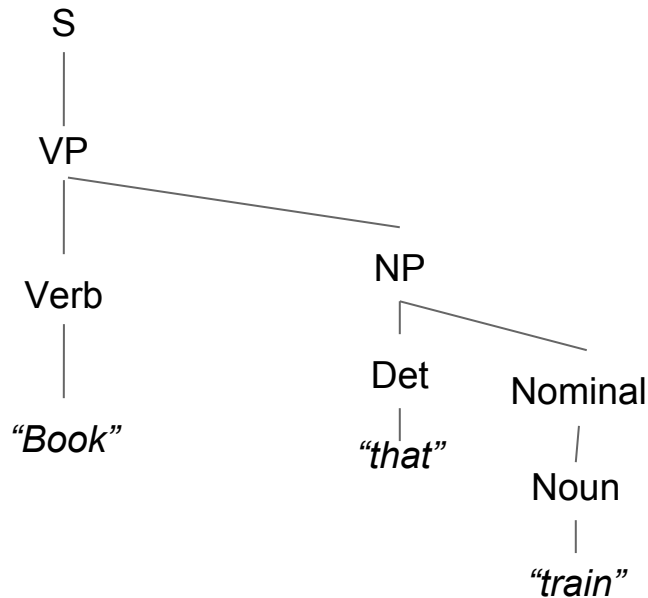 S
VP
NP
Verb
Det
Nominal
“Book”
“that”
Noun
“train”